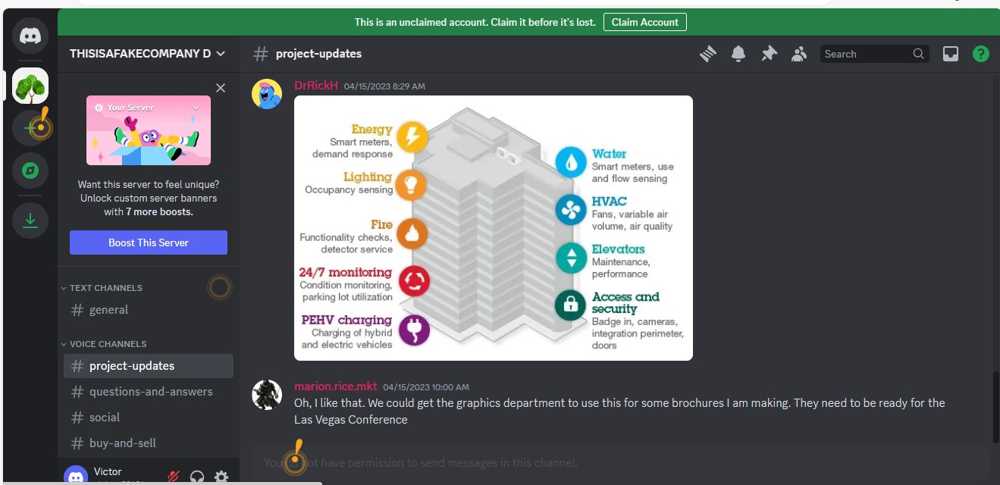 This is an unclaimed account. Claim it before it's lost.
Claim Account
THISISAFAKECOMPANY D
project-updates
Search
Your Server
Want this server to feel unique?
Unlock custom server banners
with 7 more boosts.
Boost This Server
TEXT CHANNELS
general
VOICE CHANNELS
project-updates
questions-and-answers
social
buy-and-sell
Victor
DrRickH 04/15/2023 8:29 AM
Energy
Smart meters,
demand response
Lighting
Occupancy sensing
Fire
Functionality checks,
detector service
24/7 monitoring
Condition monitoring,
parking lot utilization
PEHV charging
Charging of hybrid
and electric vehicles
Water
Smart meters, use
and flow sensing
HVAC
Fans, variable air
volume, air quality
Elevators
Maintenance,
performance
Access and
security
Badge in, cameras,
integration perimeter,
doors
marion.rice.mkt 04/15/2023 10:00 AM
Oh, I like that. We could get the graphics department to use this for some brochures I am making. They need to be ready for the
Las Vegas Conference
You do not have permission to send messages in this channel.